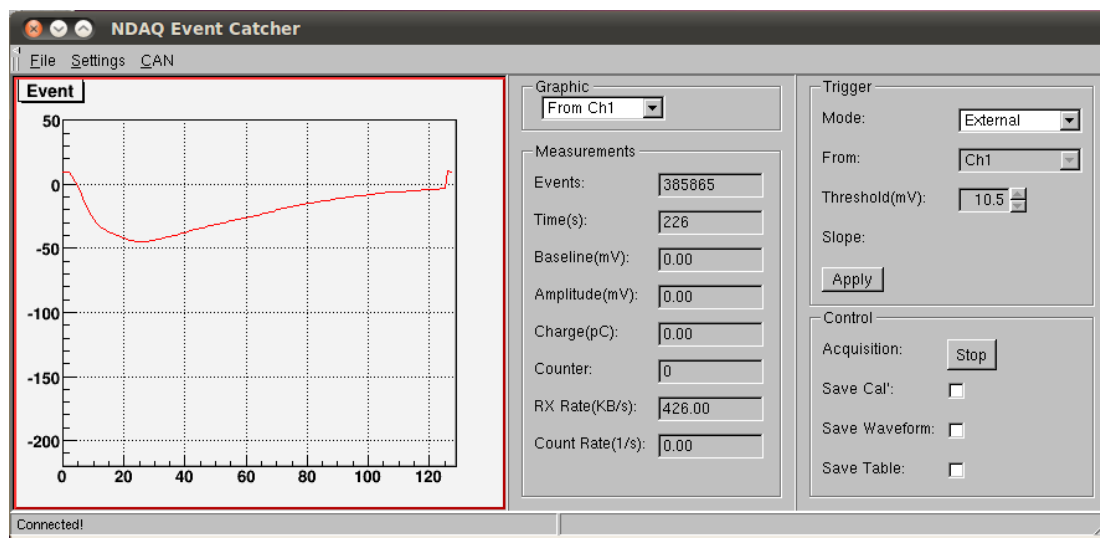 NDAQ Event Catcher
File Settings CAN
Event
50
0
-50
-100
-150
-200
0 20 40 60 80 100 120
Graphic
From Ch1
Measurements
Events: 385865
Time(s): 226
Baseline(mV): 0.00
Amplitude(mV): 0.00
Charge(pC): 0.00
Counter: 0
RX Rate(KB/s): 426.00
Count Rate(1/s): 0.00
Trigger
Mode: External
From: Ch1
Threshold(mV): 10.5
Slope:
Apply
Control
Acquisition: Stop
Save Cal':
Save Waveform:
Save Table:
Connected!